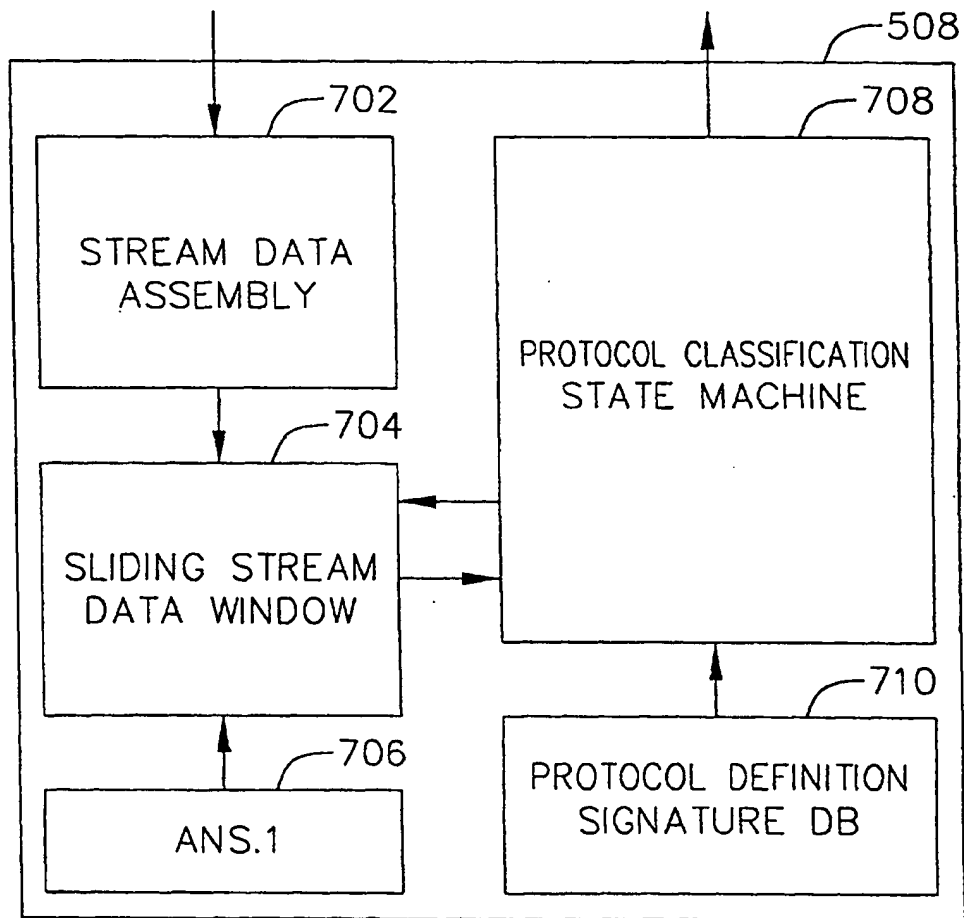 508
702
708
STREAM DATA
ASSEMBLY
PROTOCOL CLASSIFICATION
STATE MACHINE
704
SLIDING STREAM
DATA WINDOW
706
710
ANS.1
PROTOCOL DEFINITION
SIGNATURE DB